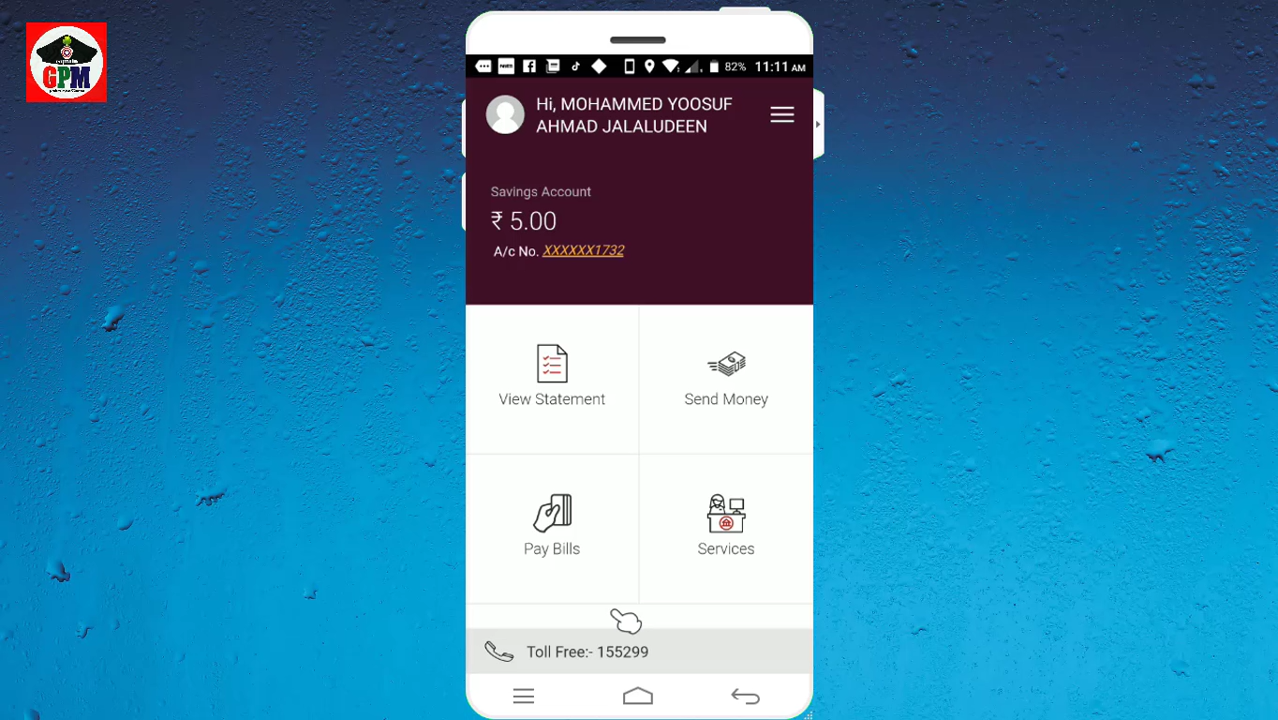 GPM
82% 11:11 AM
Hi, MOHAMMED YOOSUF
AHMAD JALALUDEEN
Savings Account
₹ 5.00
A/c No. XXXXXX1732
View Statement
Send Money
Pay Bills
Services
Toll Free:- 155299